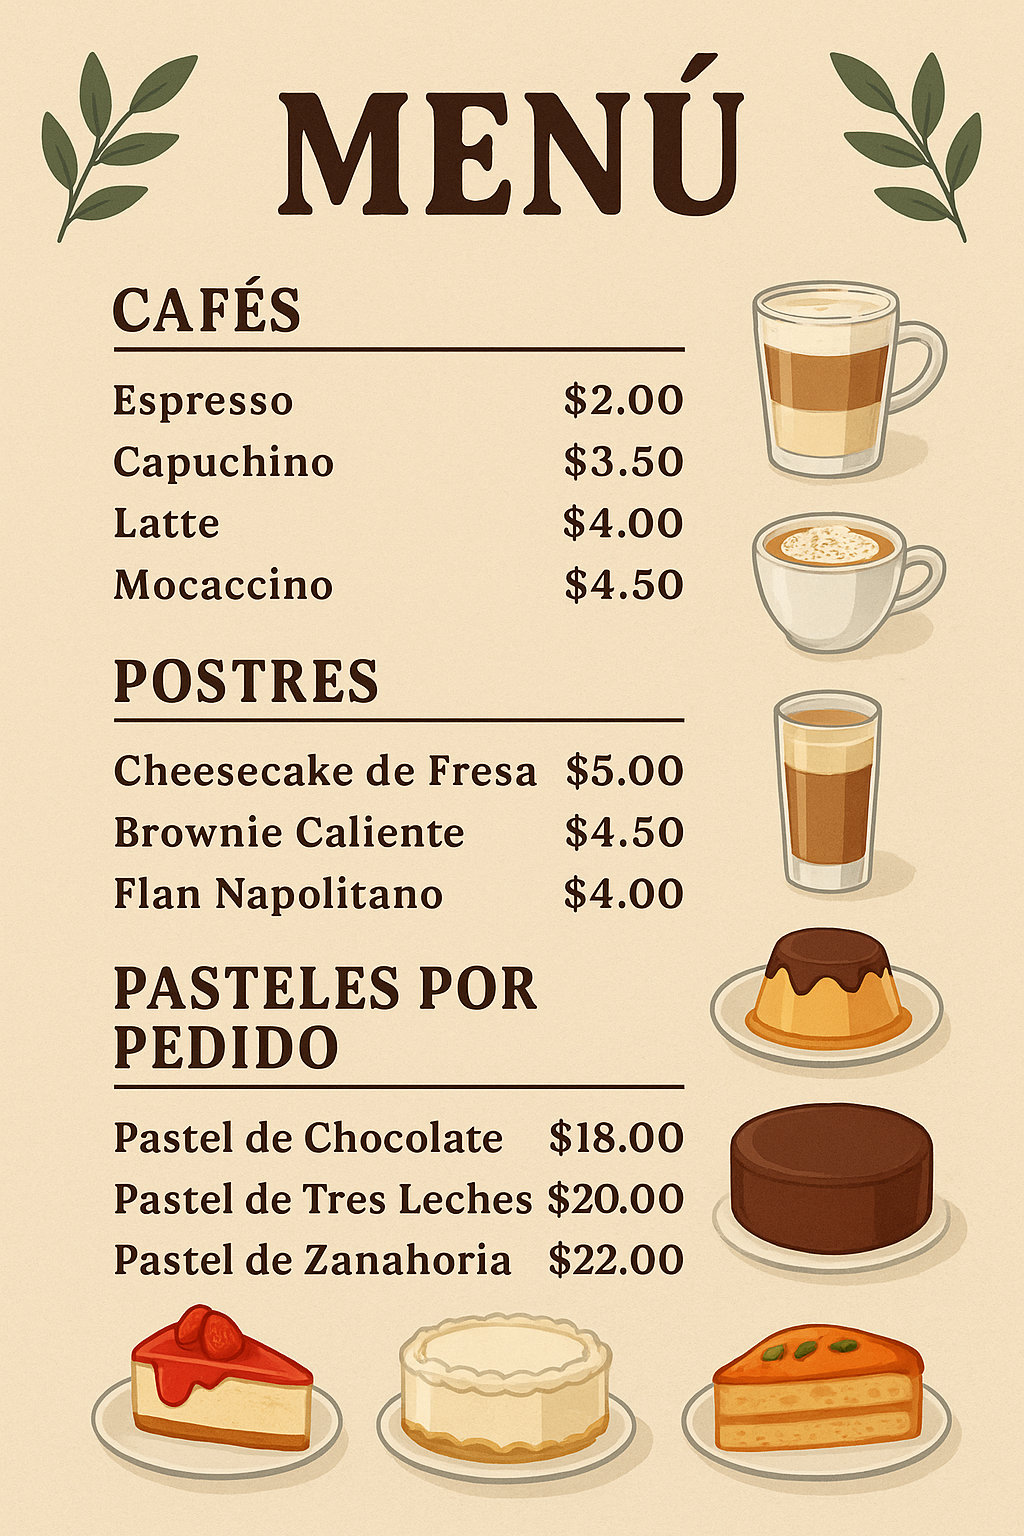 MENÚ
CAFÉS
Espresso $2.00
Capuchino $3.50
Latte $4.00
Mocaccino $4.50
POSTRES
Cheesecake de Fresa $5.00
Brownie Caliente $4.50
Flan Napolitano $4.00
PASTELES POR
PEDIDO
Pastel de Chocolate $18.00
Pastel de Tres Leches $20.00
Pastel de Zanahoria $22.00